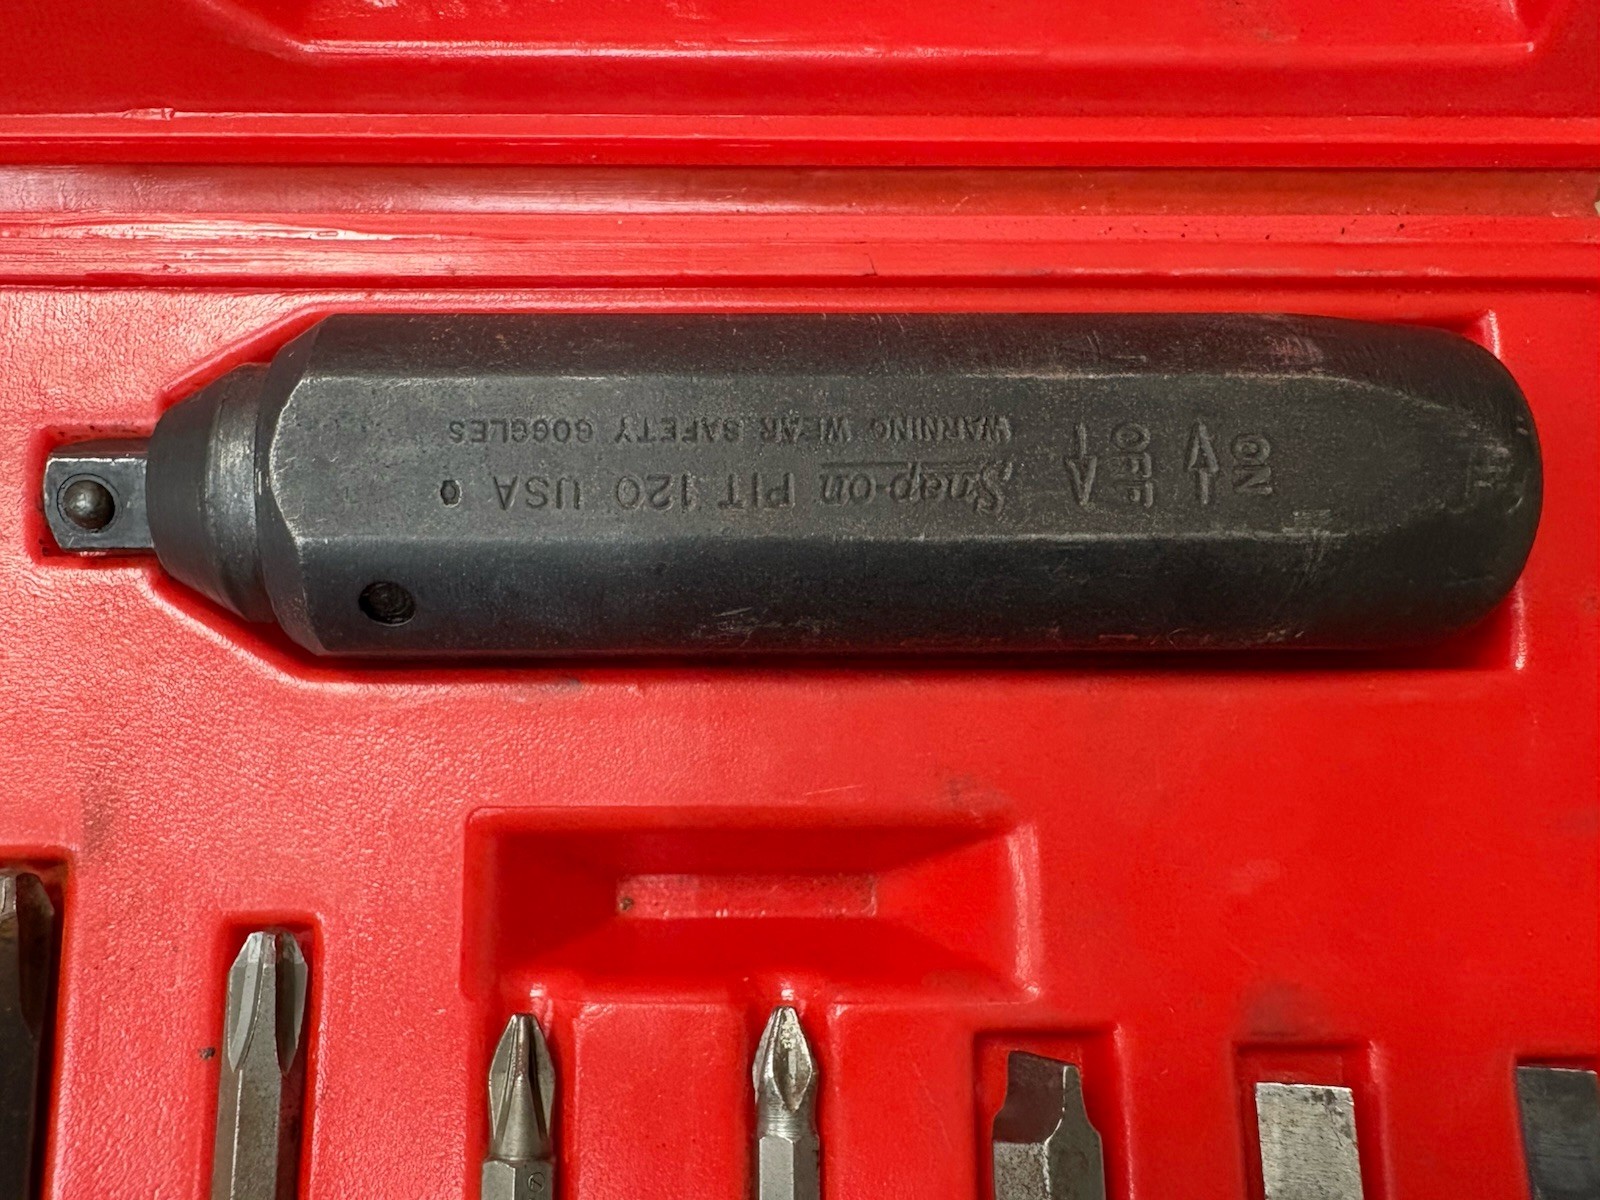 WARNING WEAR SAFETY GOGGLES
Snap-on PIT 120 USA
OFF
ON